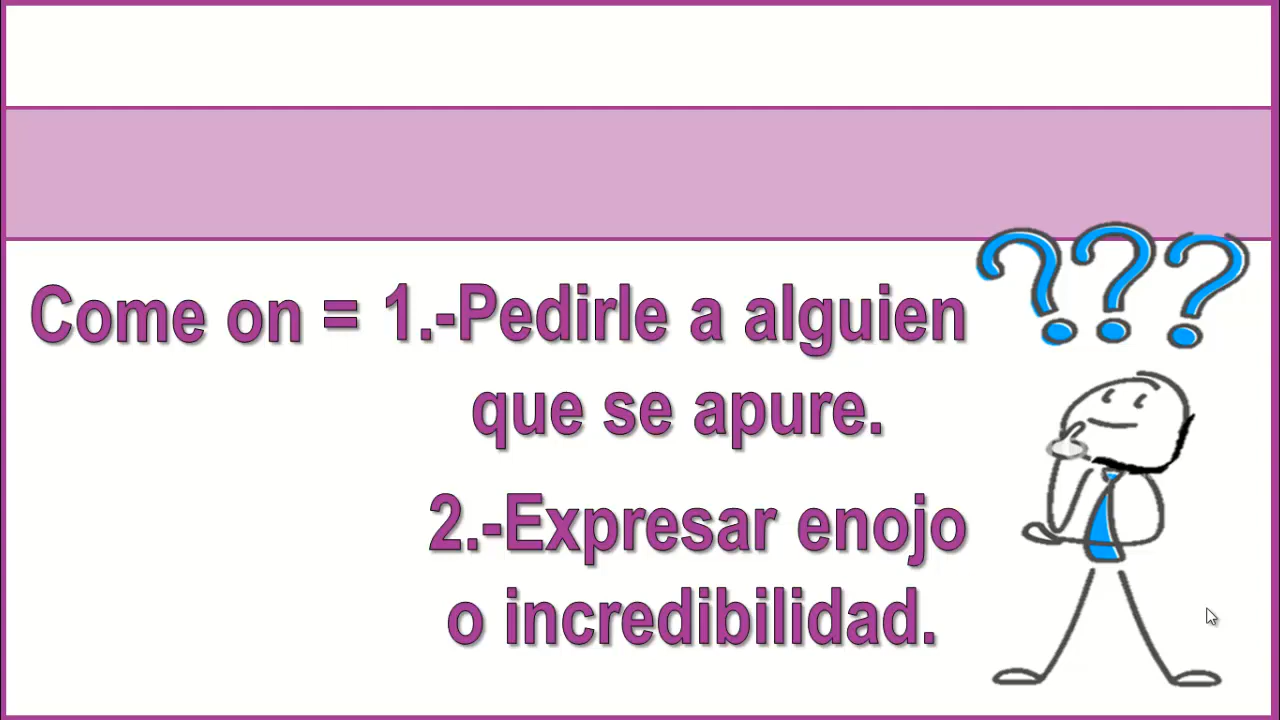 Come on = 1.-Pedirle a alguien
que se apure.
2.-Expresar enojo
o incredibilidad.
???